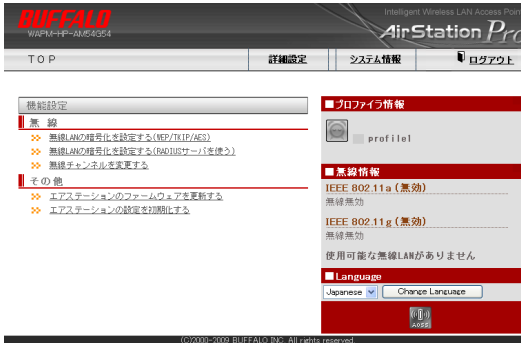 BUFFALO
WAPM-HP-AM54G54
Intelligent Wireless LAN Access Poin
AirStation Pro
TOP
詳細設定
システム情報
ログアウト
機能設定
無線
無線LANの暗号化を設定する(WEP/TKIP/AES)
無線LANの暗号化を設定する(RADIUSサーバを使う)
無線チャンネルを変更する
その他
エアステーションのファームウェアを更新する
エアステーションの設定を初期化する
■プロファイラ情報
profile1
■無線情報
IEEE 802.11a (無効)
無線無効
IEEE 802.11g (無効)
無線無効
使用可能な無線LANがありません
■Language
Japanese
Change Language
AOSS
(C)2000-2009 BUFFALO INC. All rights reserved.